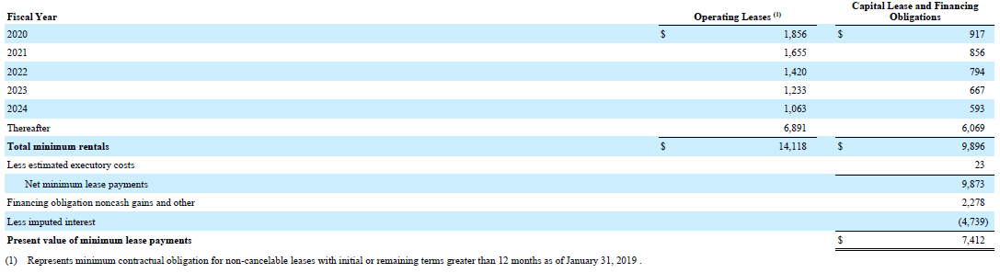 Capital Lease and Financing
Fiscal Year Operating Leases (1) Obligations
2020 $ 1,856 $ 917
2021 1,655 856
2022 1,420 794
2023 1,233 667
2024 1,063 593
Thereafter 6,891 6,069
Total minimum rentals $ 14,118 $ 9,896
Less estimated executory costs 23
Net minimum lease payments 9,873
Financing obligation noncash gains and other 2,278
Less imputed interest (4,739)
Present value of minimum lease payments $ 7,412
(1) Represents minimum contractual obligation for non-cancelable leases with initial or remaining terms greater than 12 months as of January 31, 2019 .